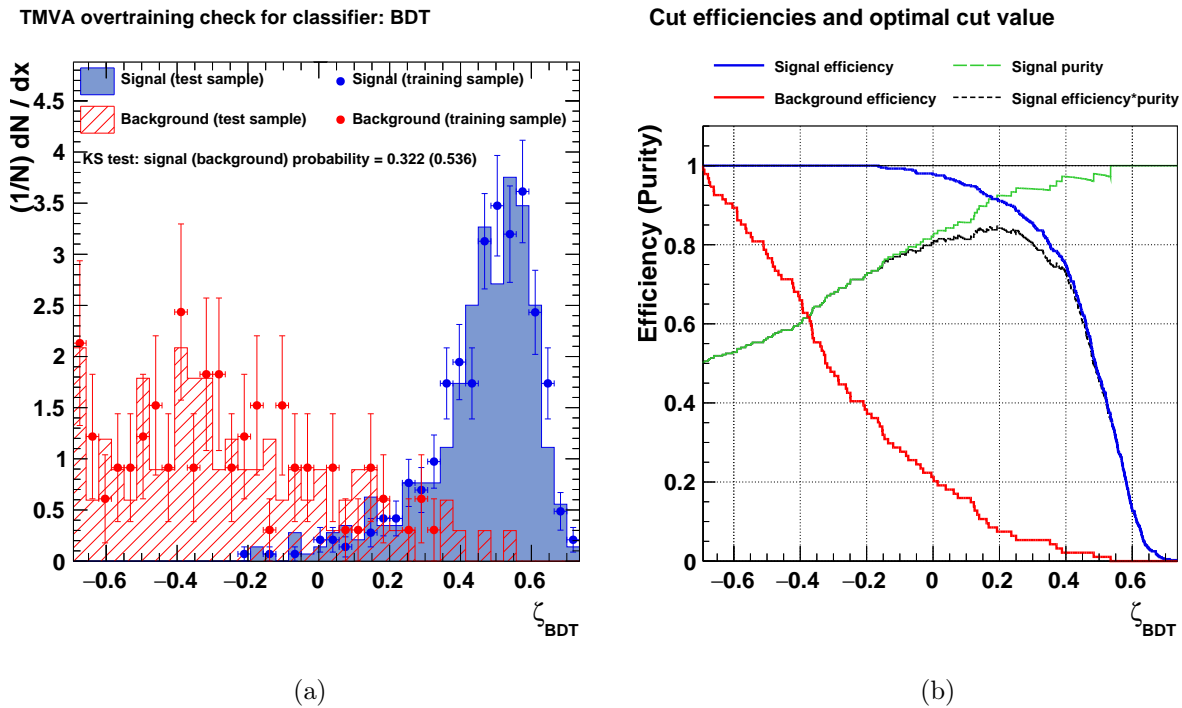 TMVA overtraining check for classifier: BDT
(1/N) dN / dx
Signal (test sample)
Signal (training sample)
Background (test sample)
Background (training sample)
KS test: signal (background) probability = 0.322 (0.536)
4.5
4
3.5
3
2.5
2
1.5
1
0.5
0
−0.6 −0.4 −0.2 0 0.2 0.4 0.6
ζBDT
(a)
Cut efficiencies and optimal cut value
Signal efficiency
Signal purity
Background efficiency
Signal efficiency*purity
Efficiency (Purity)
1
0.8
0.6
0.4
0.2
0
−0.6 −0.4 −0.2 0 0.2 0.4 0.6
ζBDT
(b)